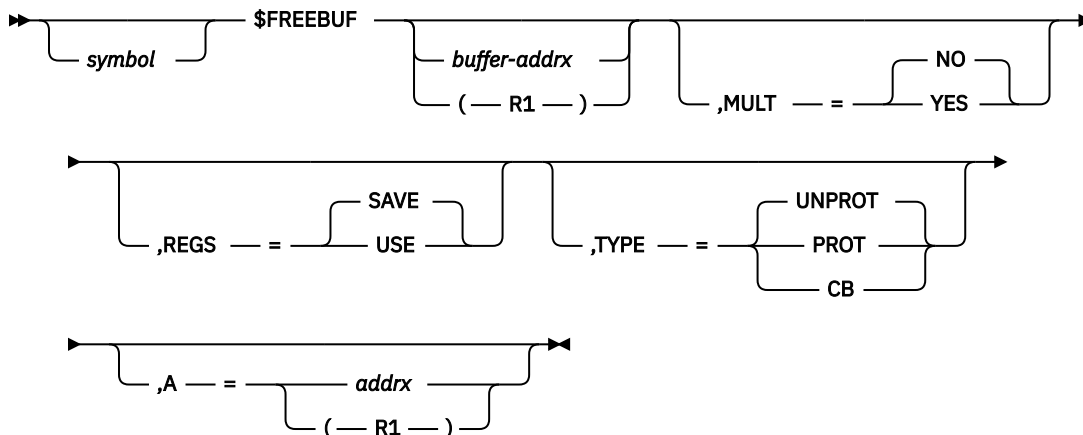 $FREEBUF
symbol
buffer-addrx
( R1 )
,MULT = NO
YES
,REGS = SAVE
USE
,TYPE = UNPROT
PROT
CB
,A = addrx
( R1 )